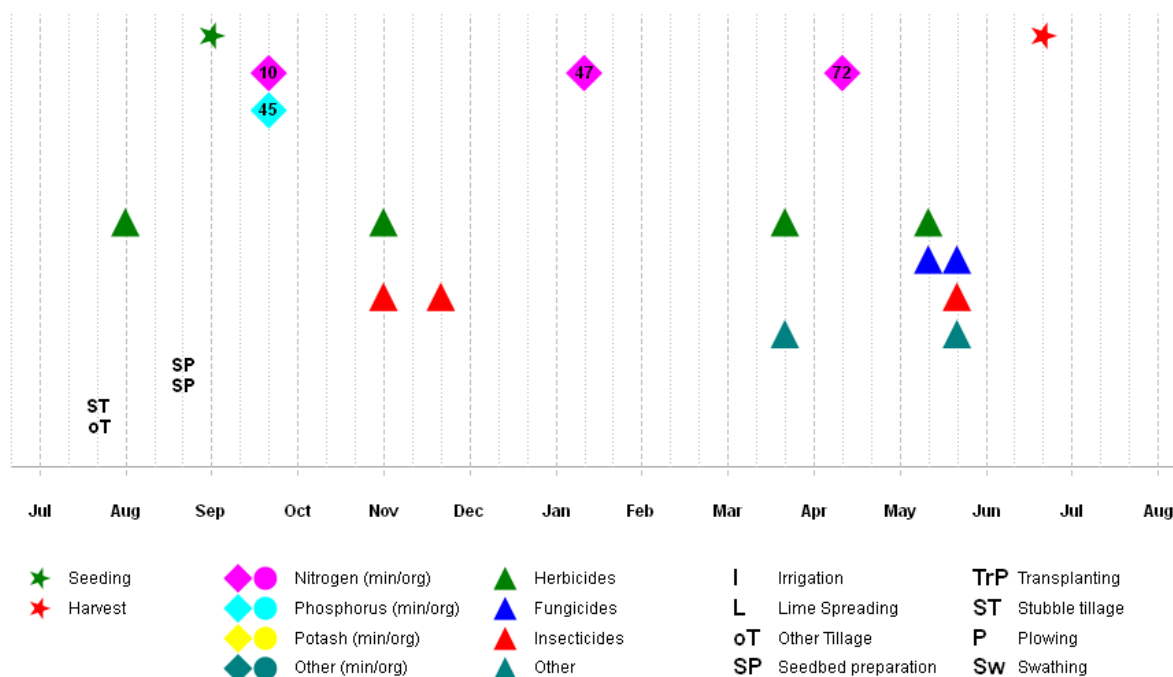 10 47 72
45
SP
SP
ST
oT
Jul Aug Sep Oct Nov Dec Jan Feb Mar Apr May Jun Jul Aug
Seeding Nitrogen (min/org) Herbicides I Irrigation TrP Transplanting
Harvest Phosphorus (min/org) Fungicides L Lime Spreading ST Stubble tillage
Potash (min/org) Insecticides oT Other Tillage P Plowing
Other (min/org) Other SP Seedbed preparation Sw Swathing